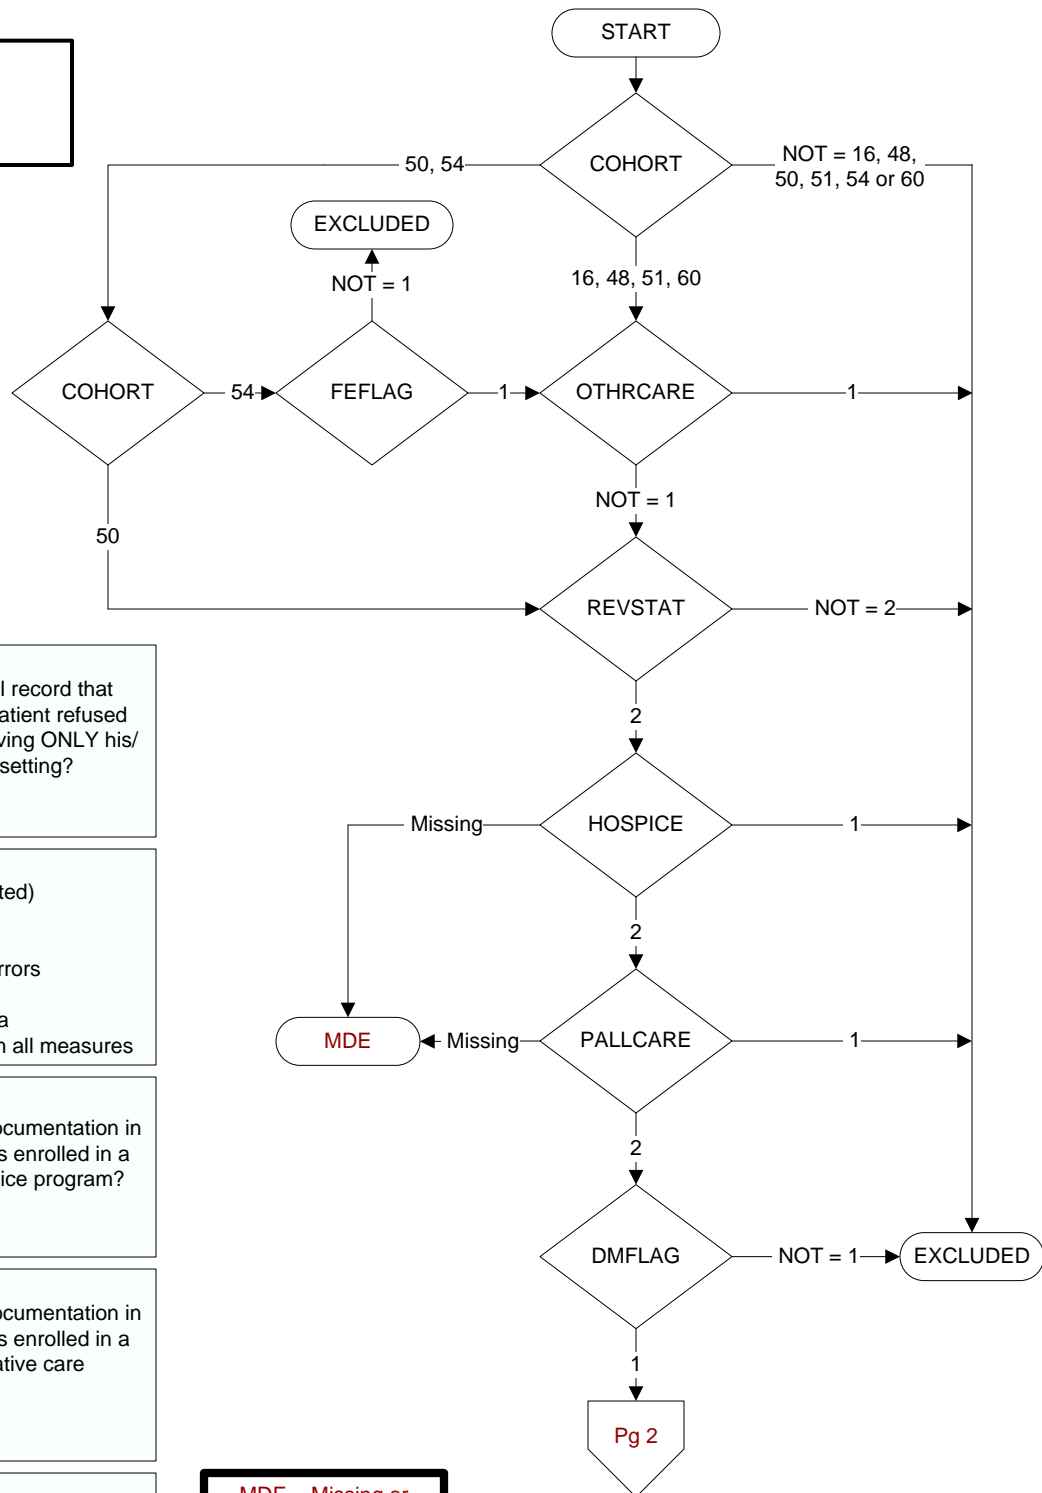 START
COHORT
50, 54
NOT = 16, 48,
50, 51, 54 or 60
EXCLUDED
NOT = 1
16, 48, 51, 60
COHORT
54
FEFLAG
1
OTHRCARE
1
NOT = 1
50
REVSTAT
NOT = 2
2
l record that
atient refused
ving ONLY his/
setting?
Missing
HOSPICE
1
ted)
rrors
a
n all measures
2
MDE
Missing
PALLCARE
1
ocumentation in
s enrolled in a
ice program?
2
DMFLAG
NOT = 1
EXCLUDED
ocumentation in
s enrolled in a
ative care
1
Pg 2
MDE = Missing or